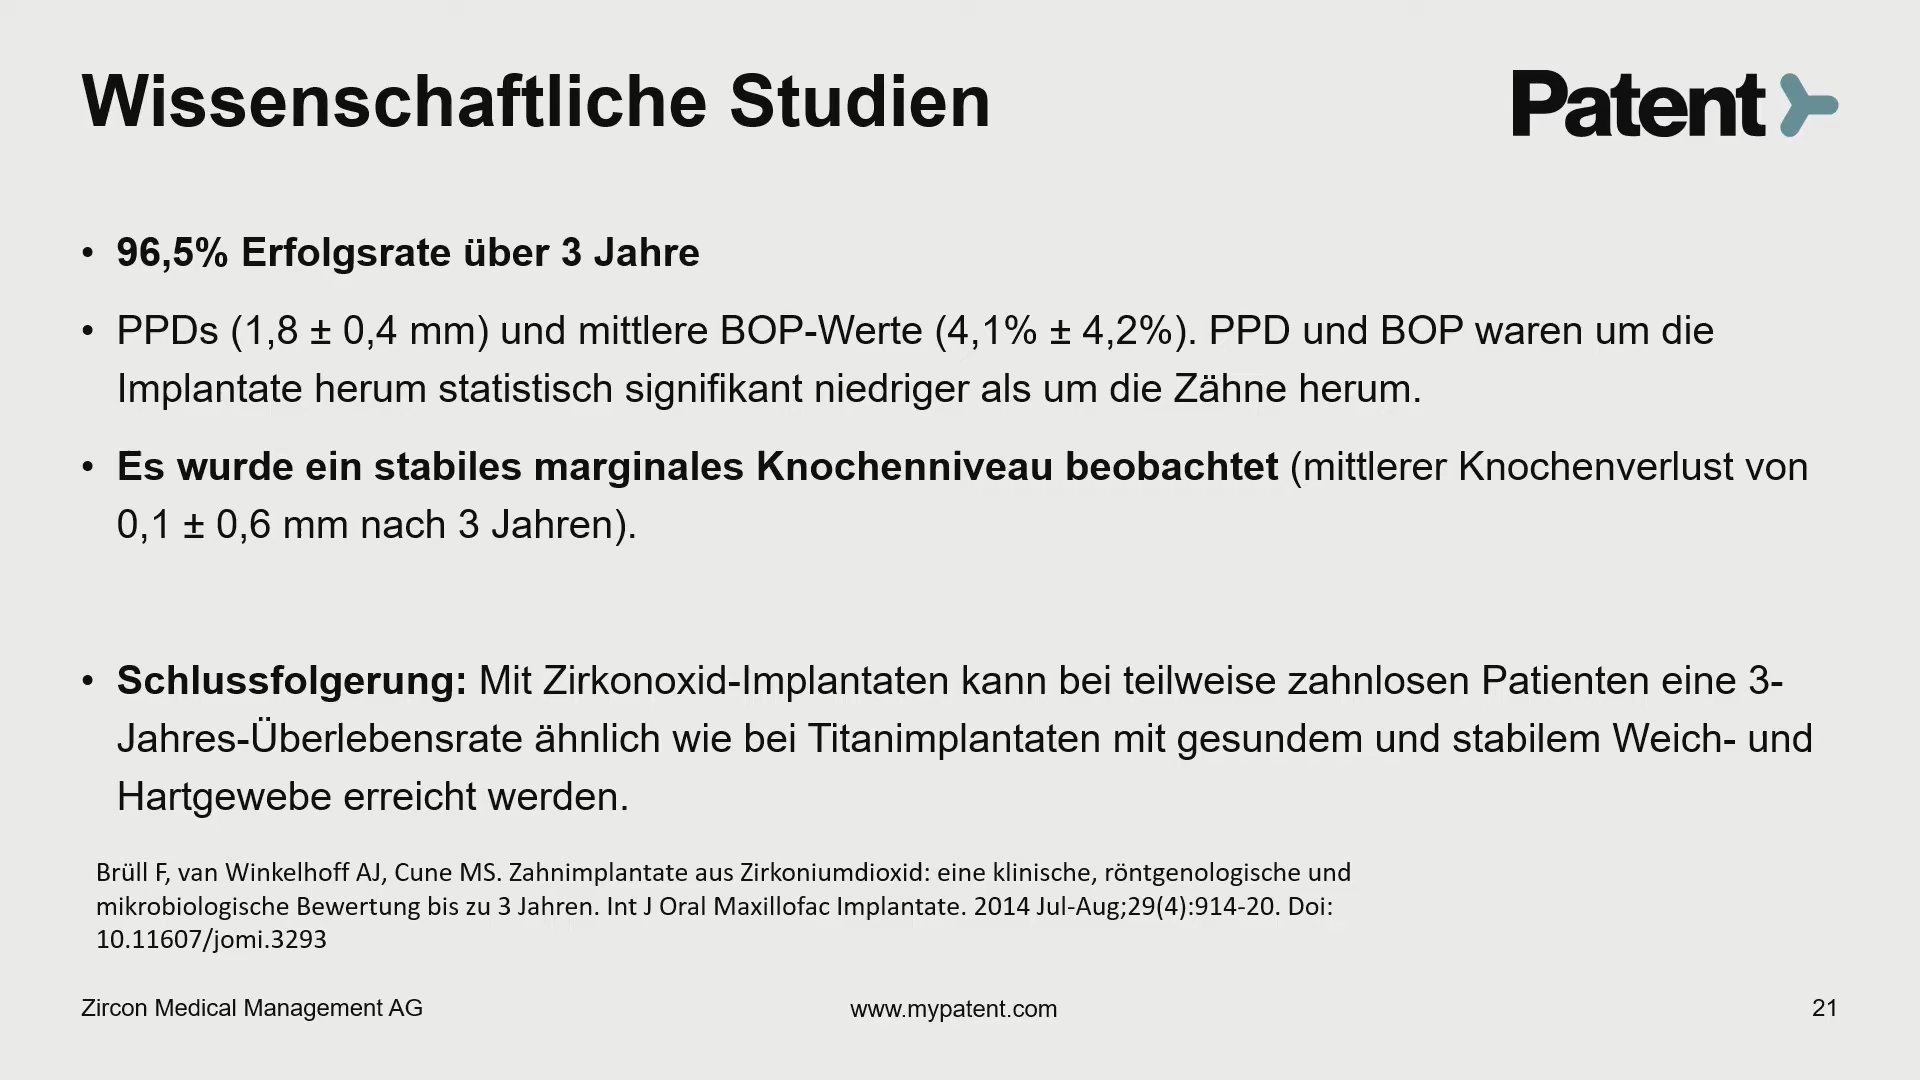 Wissenschaftliche Studien
Patent
• 96,5% Erfolgsrate über 3 Jahre
• PPDs (1,8 ± 0,4 mm) und mittlere BOP-Werte (4,1% ± 4,2%). PPD und BOP waren um die
Implantate herum statistisch signifikant niedriger als um die Zähne herum.
• Es wurde ein stabiles marginales Knochenniveau beobachtet (mittlerer Knochenverlust von
0,1 ± 0,6 mm nach 3 Jahren).
• Schlussfolgerung: Mit Zirkonoxid-Implantaten kann bei teilweise zahnlosen Patienten eine 3-
Jahres-Überlebensrate ähnlich wie bei Titanimplantaten mit gesundem und stabilem Weich- und
Hartgewebe erreicht werden.
Brüll F, van Winkelhoff AJ, Cune MS. Zahnimplantate aus Zirkoniumdioxid: eine klinische, röntgenologische und
mikrobiologische Bewertung bis zu 3 Jahren. Int J Oral Maxillofac Implantate. 2014 Jul-Aug;29(4):914-20. Doi:
10.11607/jomi.3293
Zircon Medical Management AG
www.mypatent.com
21